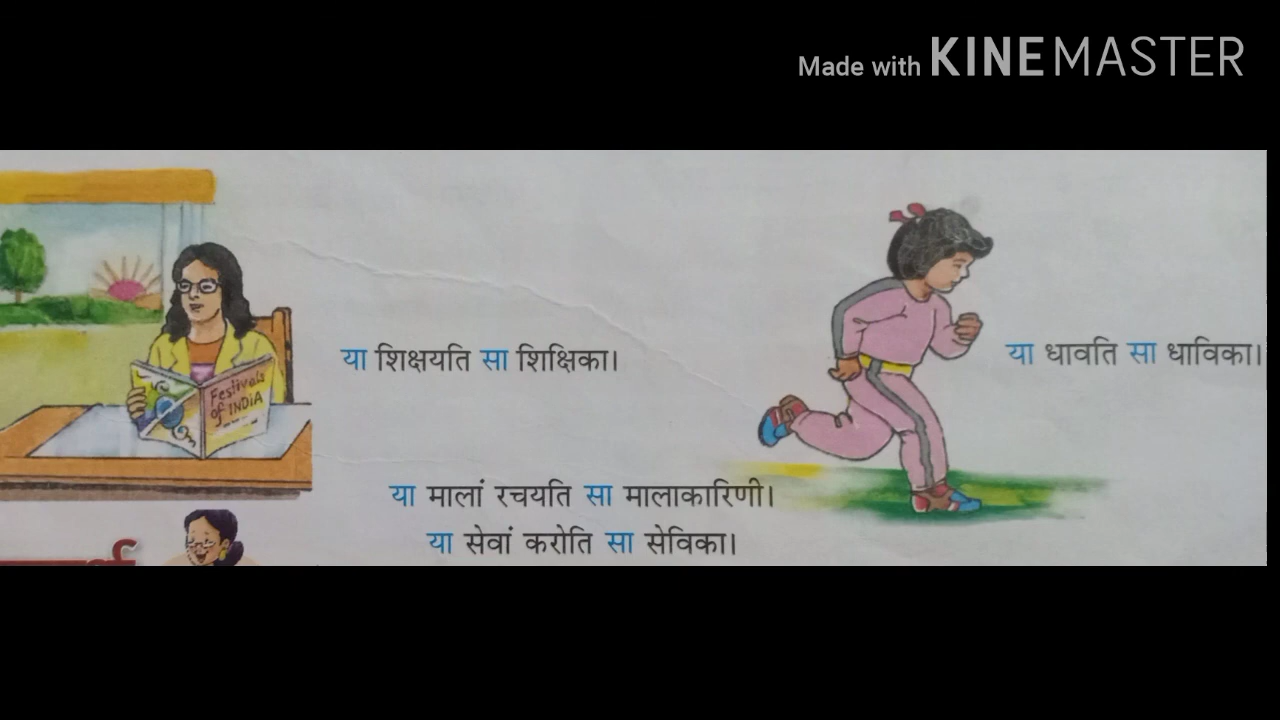 Made with KINEMASTER
Festivals
of INDIA
या शिक्षयति सा शिक्षिका।
या धावति सा धाविका।
या मालां रचयति सा मालाकारिणी।
या सेवां करोति सा सेविका।